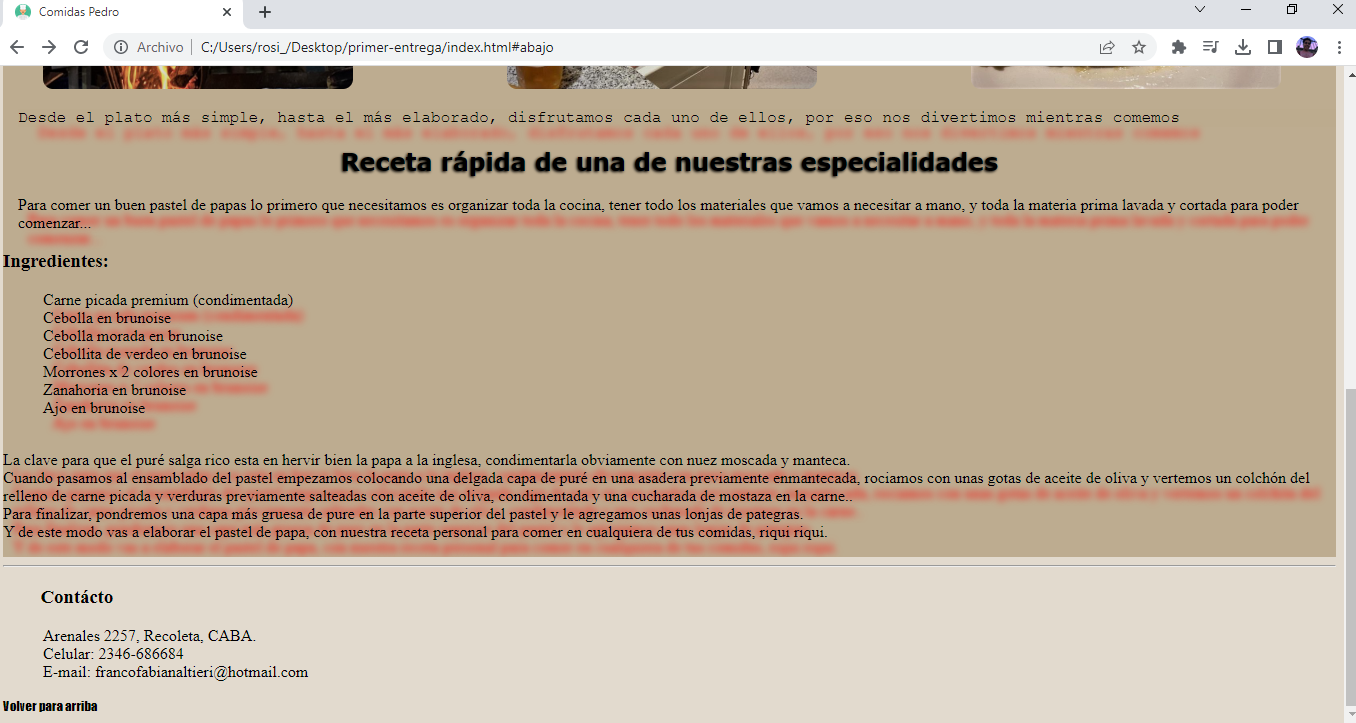 Comidas Pedro
Archivo
C:/Users/rosi_/Desktop/primer-entrega/index.html#abajo
Desde el plato más simple, hasta el más elaborado, disfrutamos cada uno de ellos, por eso nos divertimos mientras comemos
Receta rápida de una de nuestras especialidades
Para comer un buen pastel de papas lo primero que necesitamos es organizar toda la cocina, tener todo los materiales que vamos a necesitar a mano, y toda la materia prima lavada y cortada para poder
comenzar...
Ingredientes:
Carne picada premium (condimentada)
Cebolla en brunoise
Cebolla morada en brunoise
Cebollita de verdeo en brunoise
Morrones x 2 colores en brunoise
Zanahoria en brunoise
Ajo en brunoise
La clave para que el puré salga rico esta en hervir bien la papa a la inglesa, condimentarla obviamente con nuez moscada y manteca.
Cuando pasamos al ensamblado del pastel empezamos colocando una delgada capa de puré en una asadera previamente enmantecada, rociamos con unas gotas de aceite de oliva y vertemos un colchón del
relleno de carne picada y verduras previamente salteadas con aceite de oliva, condimentada y una cucharada de mostaza en la carne..
Para finalizar, pondremos una capa más gruesa de pure en la parte superior del pastel y le agregamos unas lonjas de pategras.
Y de este modo vas a elaborar el pastel de papa, con nuestra receta personal para comer en cualquiera de tus comidas, riqui riqui.
Contácto
Arenales 2257, Recoleta, CABA.
Celular: 2346-686684
E-mail: francofabianaltieri@hotmail.com
Volver para arriba